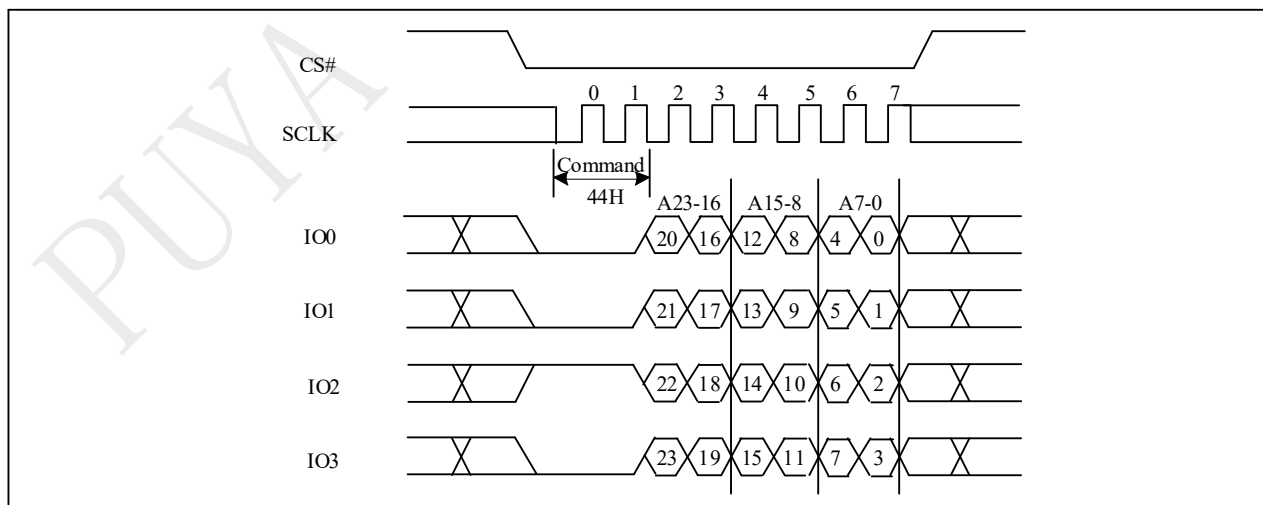 PUYA
CS#
0 1 2 3 4 5 6 7
SCLK
Command
44H
A23-16 A15-8 A7-0
IO0 20 16 12 8 4 0
IO1 21 17 13 9 5 1
IO2 22 18 14 10 6 2
IO3 23 19 15 11 7 3